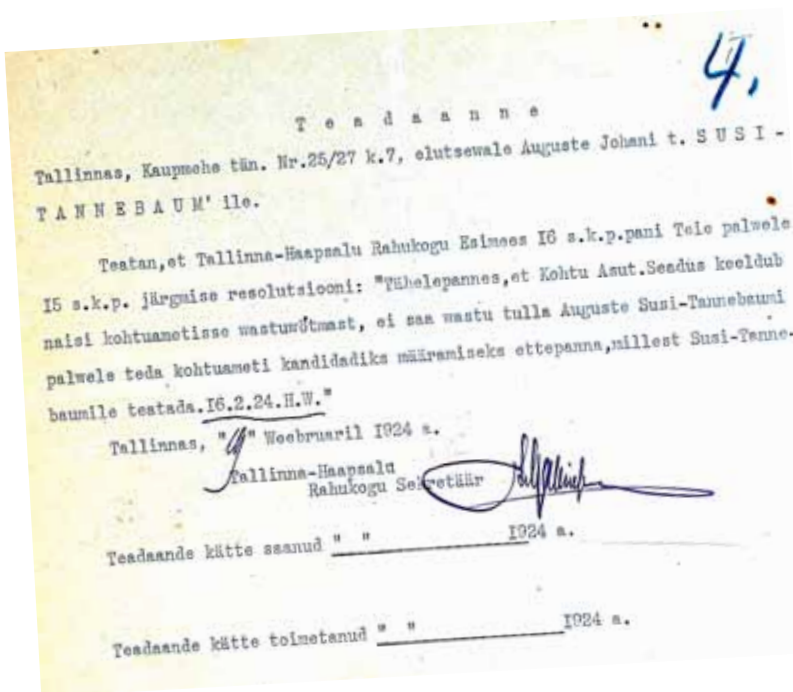 4.
T e a d a a n n e
Tallinnas, Kaupmehe tän. Nr.25/27 k.7, elutsewale Auguste Johani t. S U S I -
T A N N E B A U M' ile.
Teatan,et Tallinna-Haapsalu Rahukogu Esimees I6 s.k.p.pani Teie palwele
I5 s.k.p. järgmise resolutsiooni: "Tähelepannes,et Kohtu Asut.Seadus keeldub
naisi kohtuametisse wastuwõtmast, ei saa wastu tulla Auguste Susi-Tannebaumi
palwele teda kohtuameti kandidadiks määramiseks ettepanna,millest Susi-Tanne-
baumile teatada.I6.2.24.H.W."
Tallinnas, " " Weebruaril I924 a.
Tallinna-Haapsalu
Rahukogu Sekretäär
Teadaande kätte saanud " " I924 a.
Teadaande kätte toimetanud " " I924 a.